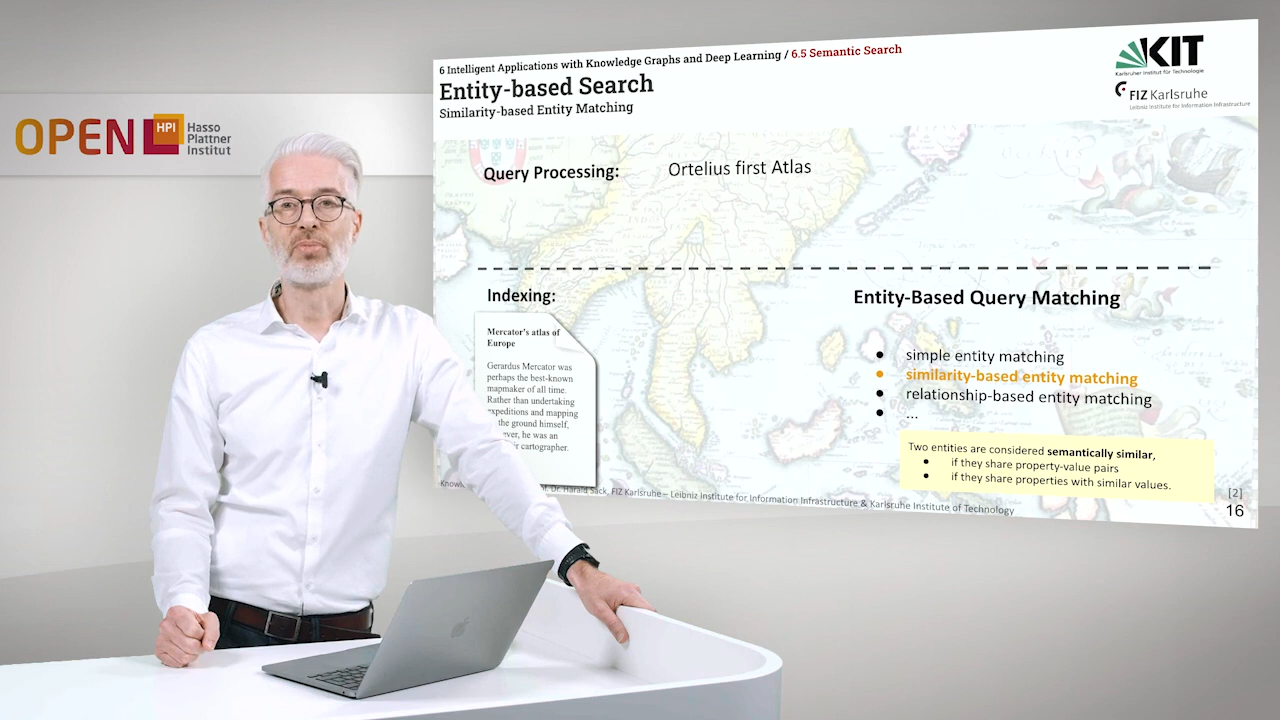 OPEN HPI Hasso
Plattner
Institut
6 Intelligent Applications with Knowledge Graphs and Deep Learning / 6.5 Semantic Search
Entity-based Search
Similarity-based Entity Matching
KIT
Karlsruher Institut für Technologie
FIZ Karlsruhe
Leibniz Institute for Information Infrastructure
Query Processing: Ortelius first Atlas
Indexing:
Mercator's atlas of
Europe
Gerardus Mercator was
perhaps the best-known
mapmaker of all time.
Rather than undertaking
expeditions and mapping
the ground himself,
he was an
cartographer.
Entity-Based Query Matching
● simple entity matching
● similarity-based entity matching
● relationship-based entity matching
● ...
Two entities are considered semantically similar,
● if they share property-value pairs
● if they share properties with similar values.
Dr. Harald Sack, FIZ Karlsruhe – Leibniz Institute for Information Infrastructure & Karlsruhe Institute of Technology
[2]
16